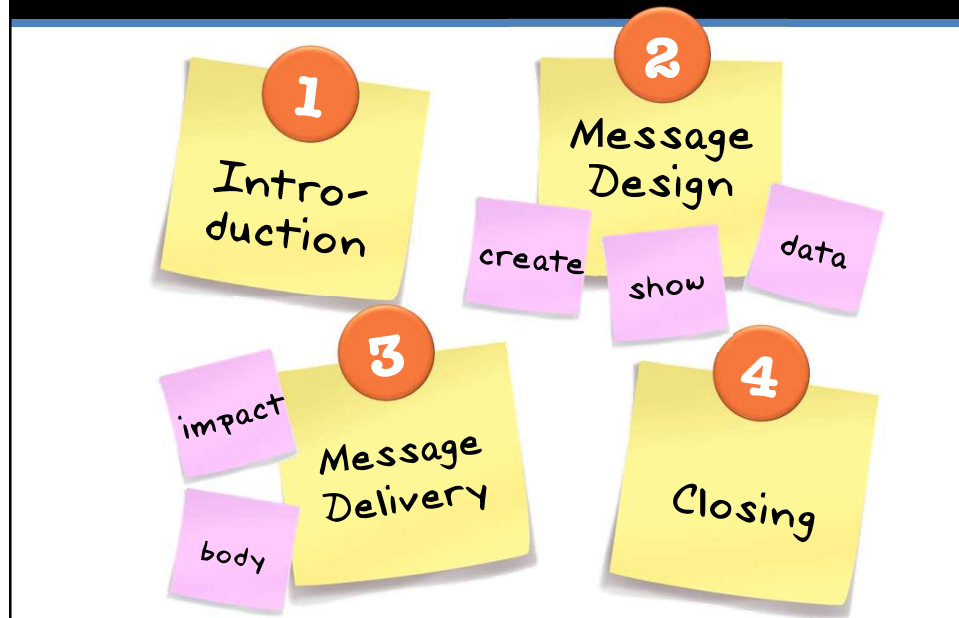 1
Intro-
duction
2
Message
Design
create
show
data
3
impact
Message
Delivery
body
4
Closing